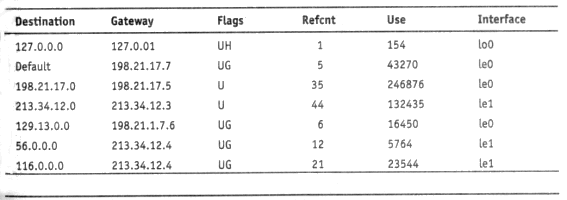 Destination Gateway Flags Refcnt Use Interface
127.0.0.0 127.0.01 UH 1 154 lo0
Default 198.21.17.7 UG 5 43270 le0
198.21.17.0 198.21.17.5 U 35 246876 le0
213.34.12.0 213.34.12.3 U 44 132435 le1
129.13.0.0 198.21.1.7.6 UG 6 16450 le0
56.0.0.0 213.34.12.4 UG 12 5764 le1
116.0.0.0 213.34.12.4 UG 21 23544 le1